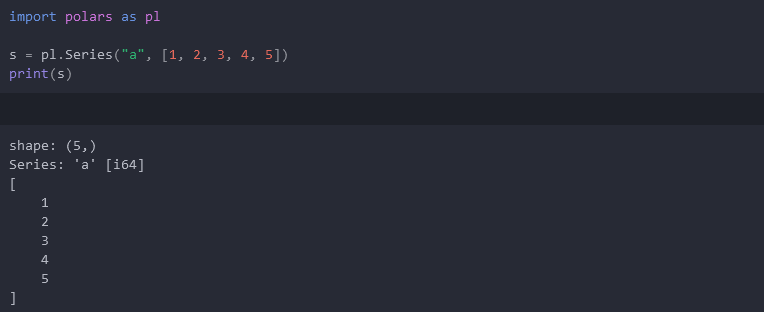 import polars as pl
s = pl.Series("a", [1, 2, 3, 4, 5])
print(s)
shape: (5,)
Series: 'a' [i64]
[
1
2
3
4
5
]